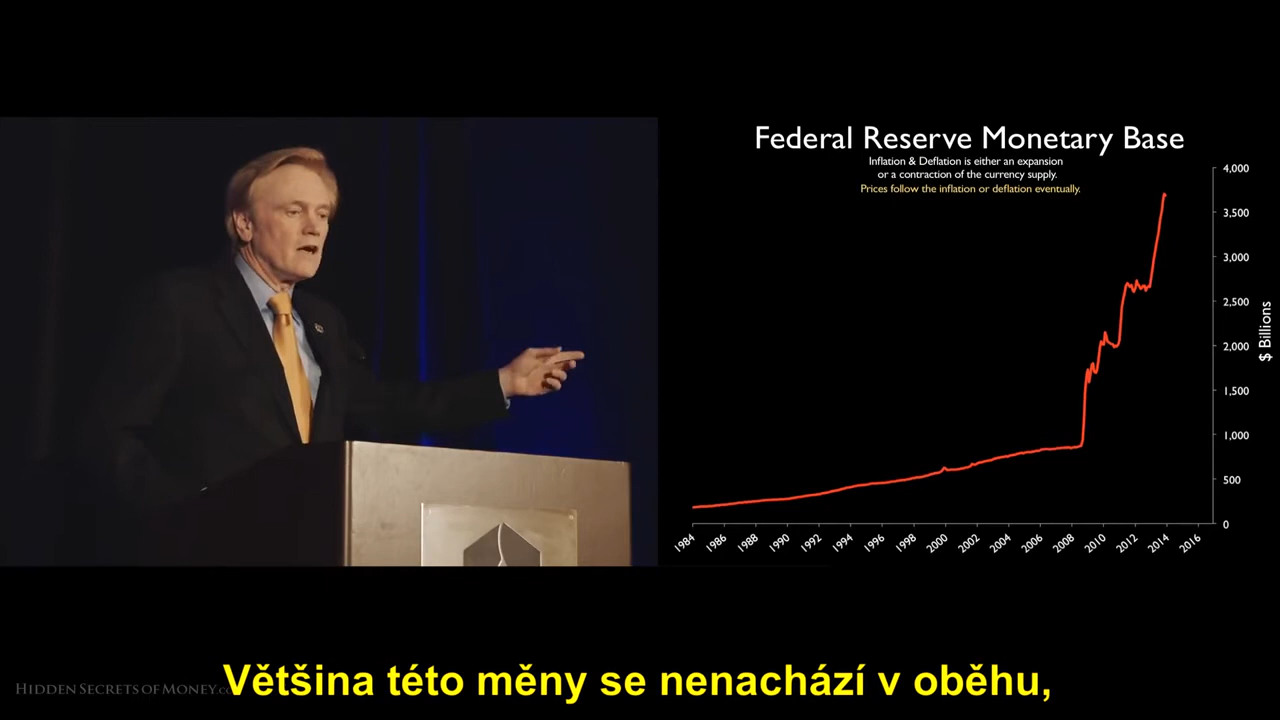 Federal Reserve Monetary Base
Inflation & Deflation is either an expansion
or a contraction of the currency supply.
Prices follow the inflation or deflation eventually.
4,000
3,500
3,000
2,500
2,000
1,500
1,000
500
0
$ Billions
1984 1986 1988 1990 1992 1994 1996 1998 2000 2002 2004 2006 2008 2010 2012 2014 2016
HIDDEN SECRETS OF MONEY.co
Většina této měny se nenachází v oběhu,